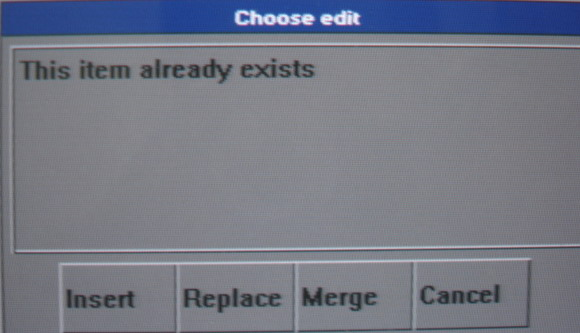 Choose edit
This item already exists
Insert Replace Merge Cancel